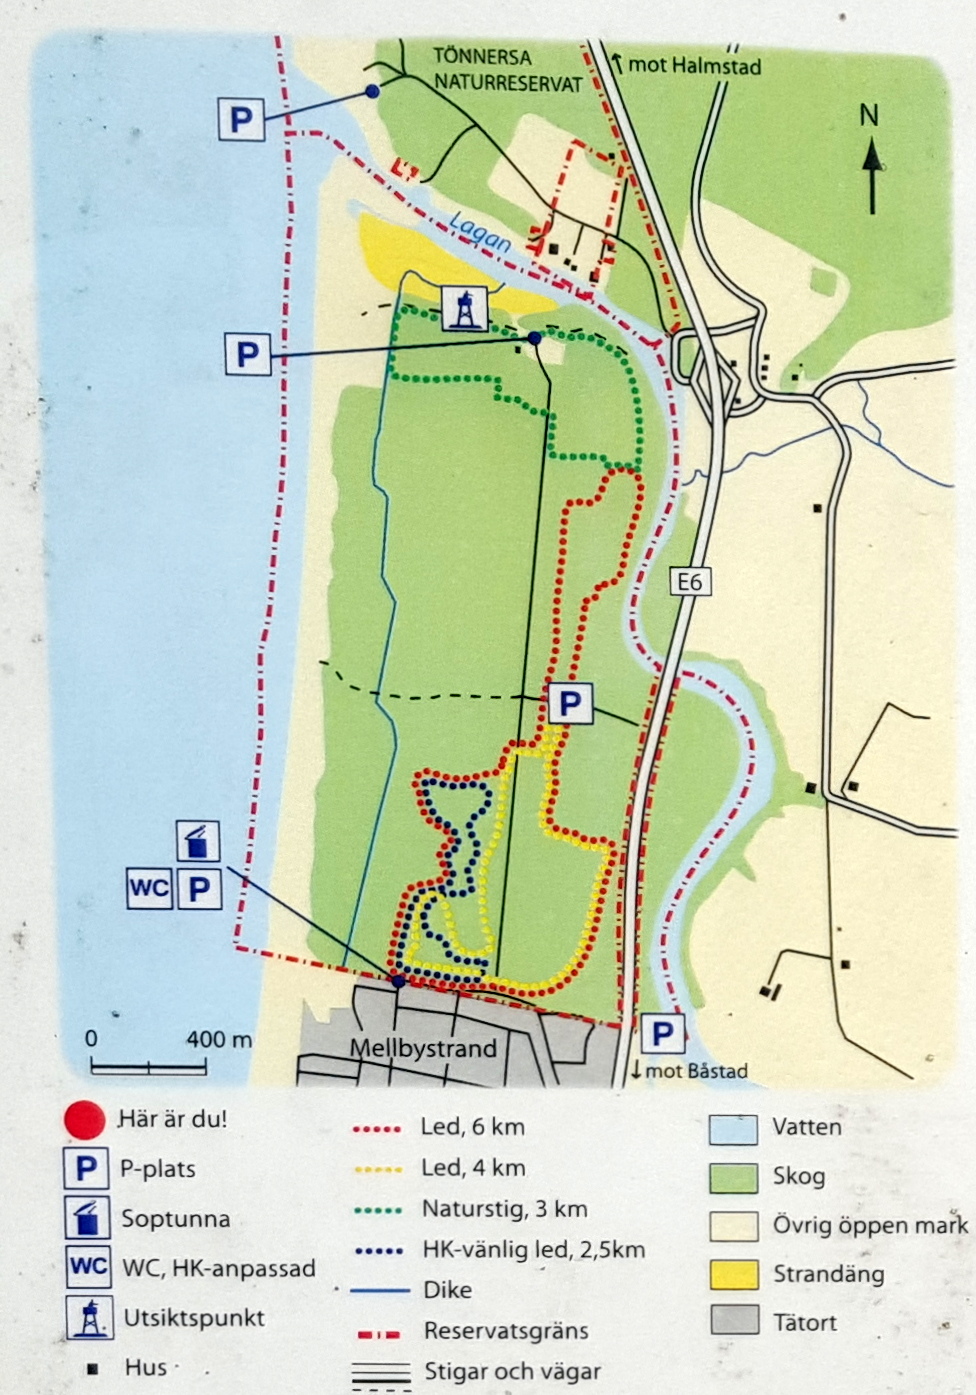 TÖNNERSA
NATURRESERVAT
mot Halmstad
N
P
Lagan
P
E6
P
WC P
0 400 m
Mellbystrand
P
mot Båstad
Här är du!
P P-plats
Soptunna
WC WC, HK-anpassad
Utsiktspunkt
Hus
Led, 6 km
Led, 4 km
Naturstig, 3 km
HK-vänlig led, 2,5km
Dike
Reservatsgräns
Stigar och vägar
Vatten
Skog
Övrig öppen mark
Strandäng
Tätort